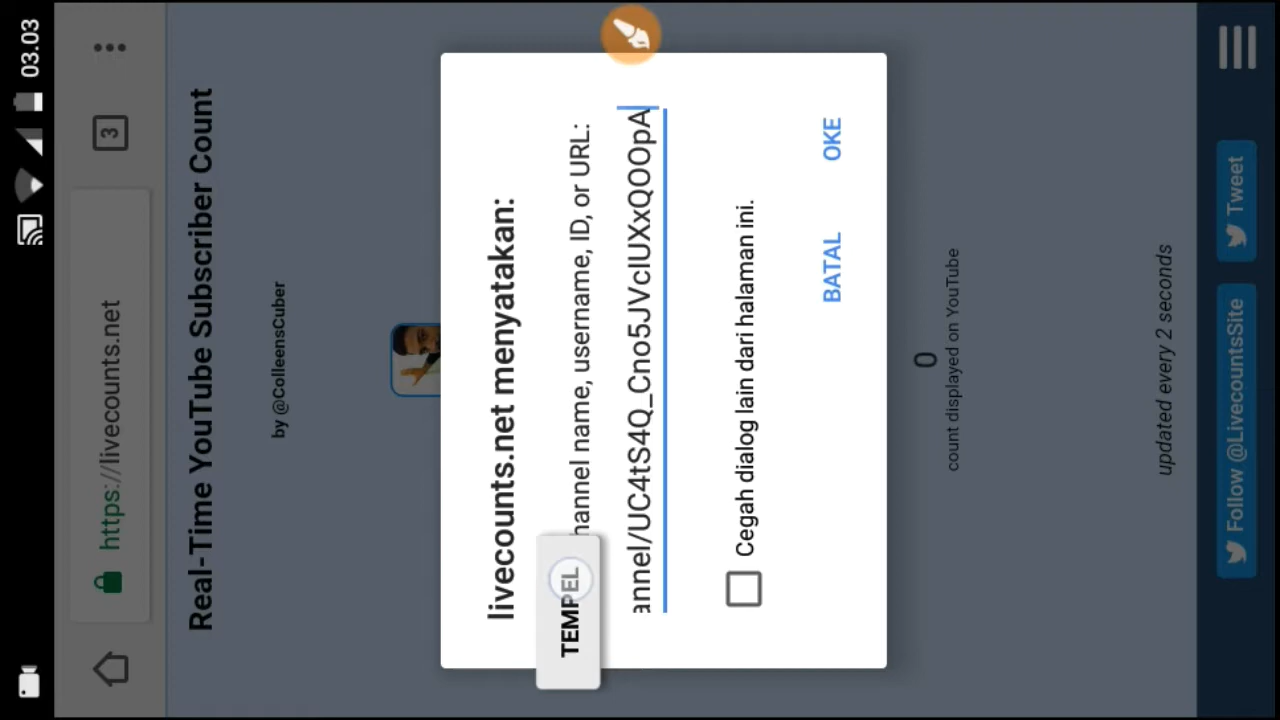 03.03
https://livecounts.net
3
Real-Time YouTube Subscriber Count
by @ColleensCuber
livecounts.net menyatakan:
hannel name, username, ID, or URL:
TEMPEL
annel/UC4tS4Q_Cno5JVcIUXxQOOpA
Cegah dialog lain dari halaman ini.
BATAL
OKE
0
count displayed on YouTube
updated every 2 seconds
Follow @LivecountsSite
Tweet